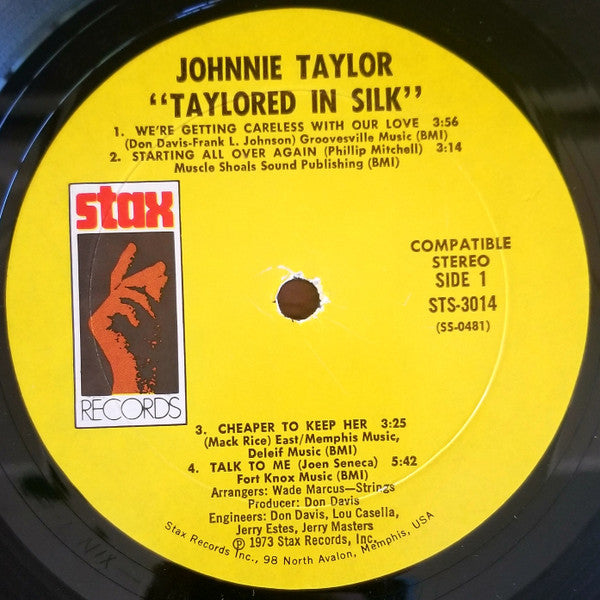 JOHNNIE TAYLOR
“TAYLORED IN SILK”
1. WE'RE GETTING CARELESS WITH OUR LOVE 3:56
(Don Davis-Frank L. Johnson) Groovesville Music (BMI)
2. STARTING ALL OVER AGAIN (Phillip Mitchell) 3:14
Muscle Shoals Sound Publishing (BMI)
stax
RECORDS
COMPATIBLE
STEREO
SIDE 1
STS-3014
(SS-0481)
3. CHEAPER TO KEEP HER 3:25
(Mack Rice) East/Memphis Music,
Deleif Music (BMI)
4. TALK TO ME (Joen Seneca) 5:42
Fort Knox Music (BMI)
Arrangers: Wade Marcus—Strings
Producer: Don Davis
Engineers: Don Davis, Lou Casella,
Jerry Estes, Jerry Masters
℗ 1973 Stax Records, Inc.
Stax Records Inc., 98 North Avalon, Memphis, USA